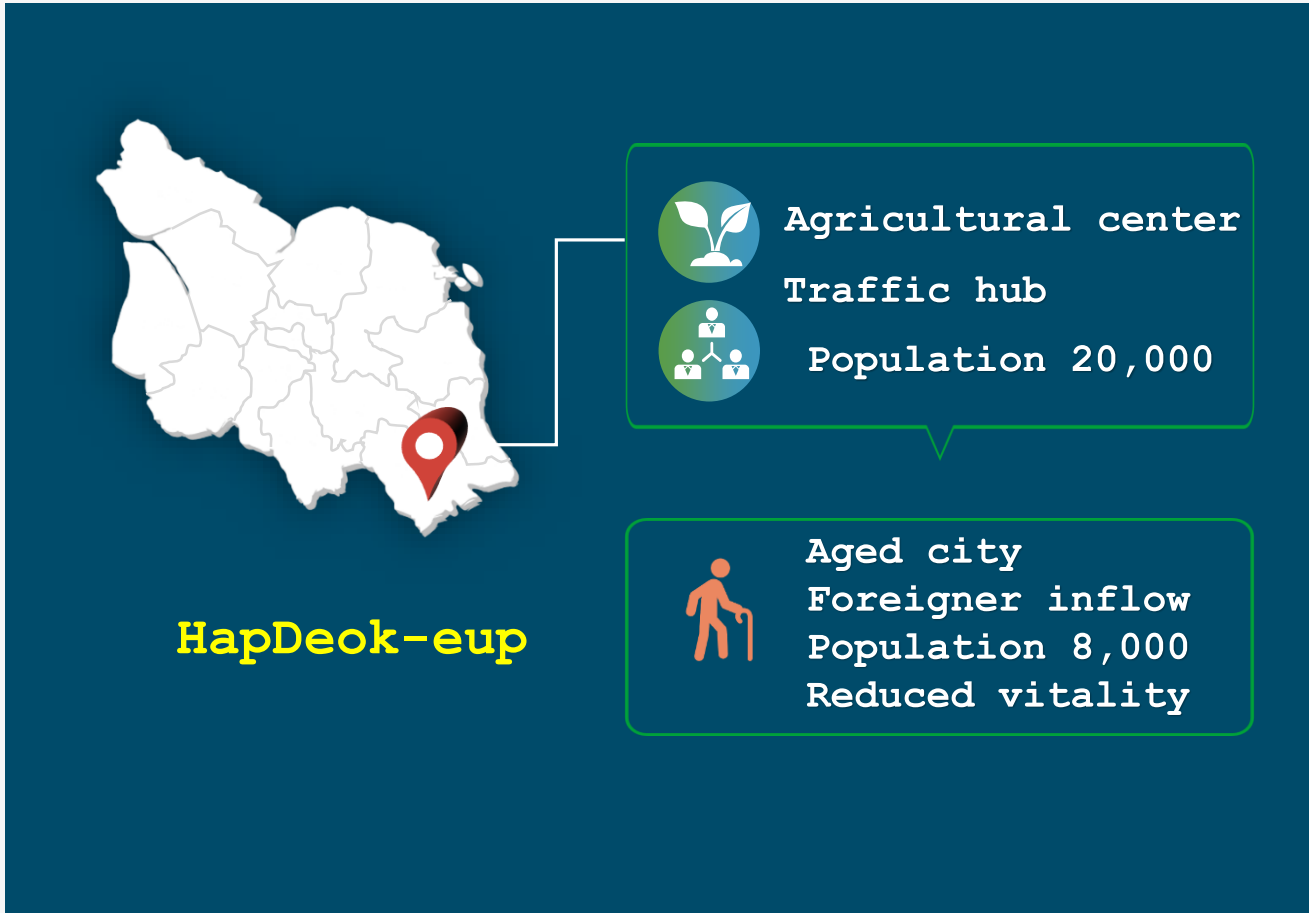 Agricultural center
Traffic hub
Population 20,000
HapDeok-eup
Aged city
Foreigner inflow
Population 8,000
Reduced vitality